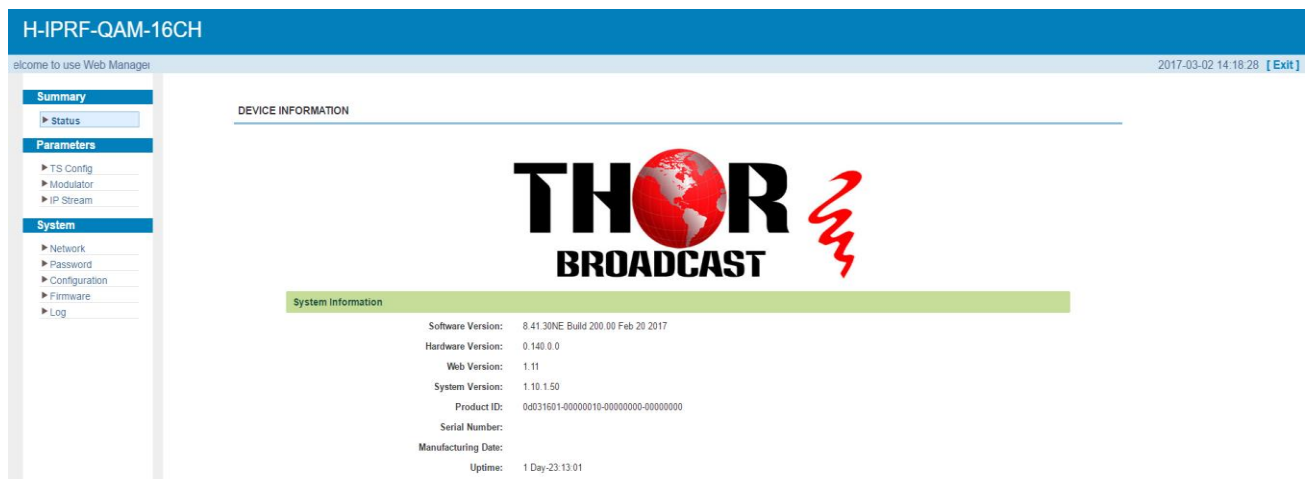 H-IPRF-QAM-16CH
elcome to use Web Manager
2017-03-02 14:18:28 [ Exit ]
Summary
Status
Parameters
TS Config
Modulator
IP Stream
System
Network
Password
Configuration
Firmware
Log
DEVICE INFORMATION
THOR
BROADCAST
System Information
Software Version: 8.41.30NE Build 200.00 Feb 20 2017
Hardware Version: 0.140.0.0
Web Version: 1.11
System Version: 1.10.1.50
Product ID: 0d031601-00000010-00000000-00000000
Serial Number:
Manufacturing Date:
Uptime: 1 Day-23:13:01